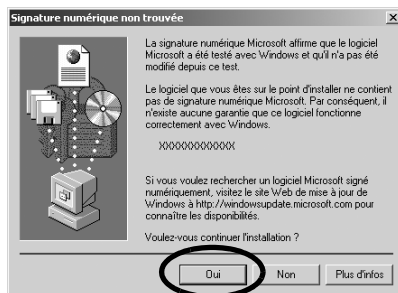 Signature numérique non trouvée
La signature numérique Microsoft affirme que le logiciel
Microsoft a été testé avec Windows et qu'il n'a pas été
modifié depuis ce test.
Le logiciel que vous êtes sur le point d'installer ne contient
pas de signature numérique Microsoft. Par conséquent, il
n'existe aucune garantie que ce logiciel fonctionne
correctement avec Windows.
XXXXXXXXXXXX
Si vous voulez rechercher un logiciel Microsoft signé
numériquement, visitez le site Web de mise à jour de
Windows à http://windowsupdate.microsoft.com pour
connaître les disponibilités.
Voulez-vous continuer l'installation ?
Oui Non Plus d'infos